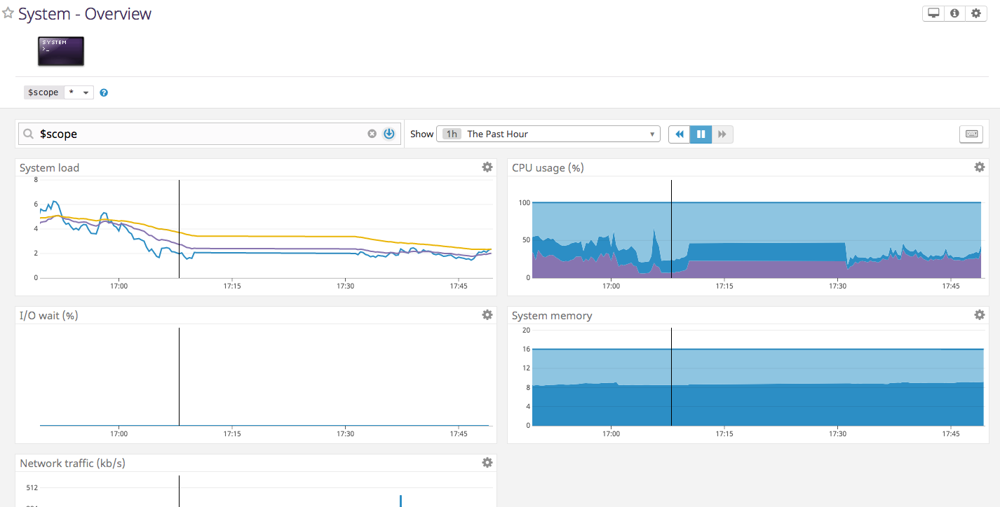 System - Overview
SYSTEM
>_
$scope * 
$scope Show 1h The Past Hour
System load
8
6
4
2
0
17:00 17:15 17:30 17:45
CPU usage (%)
100
50
0
17:00 17:15 17:30 17:45
I/O wait (%)
17:00 17:15 17:30 17:45
System memory
20
16
12
8
4
0
17:00 17:15 17:30 17:45
Network traffic (kb/s)
512